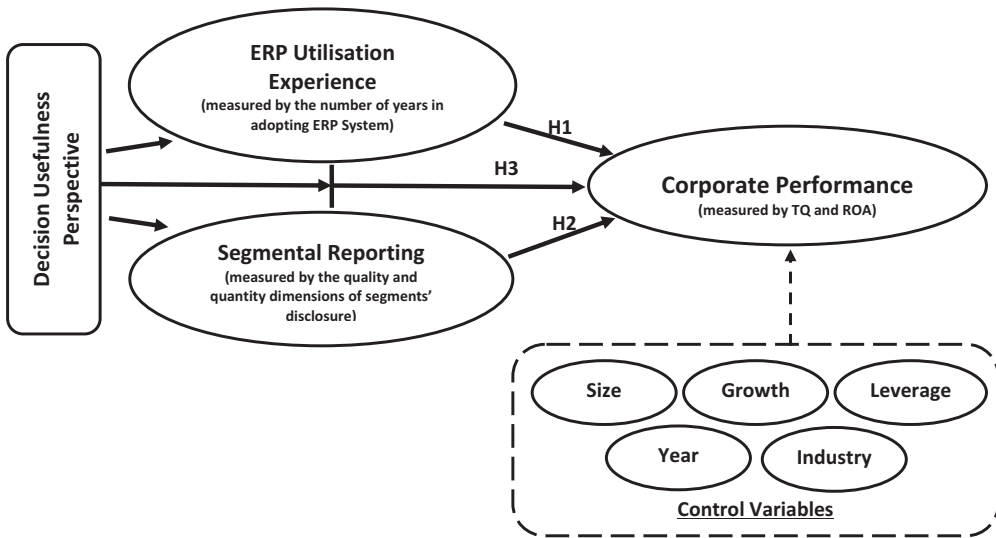 Decision Usefulness
Perspective
ERP Utilisation
Experience
(measured by the number of years in
adopting ERP System)
H1
H3
H2
Segmental Reporting
(measured by the quality and
quantity dimensions of segments’
disclosure)
Corporate Performance
(measured by TQ and ROA)
Size
Growth
Leverage
Year
Industry
Control Variables